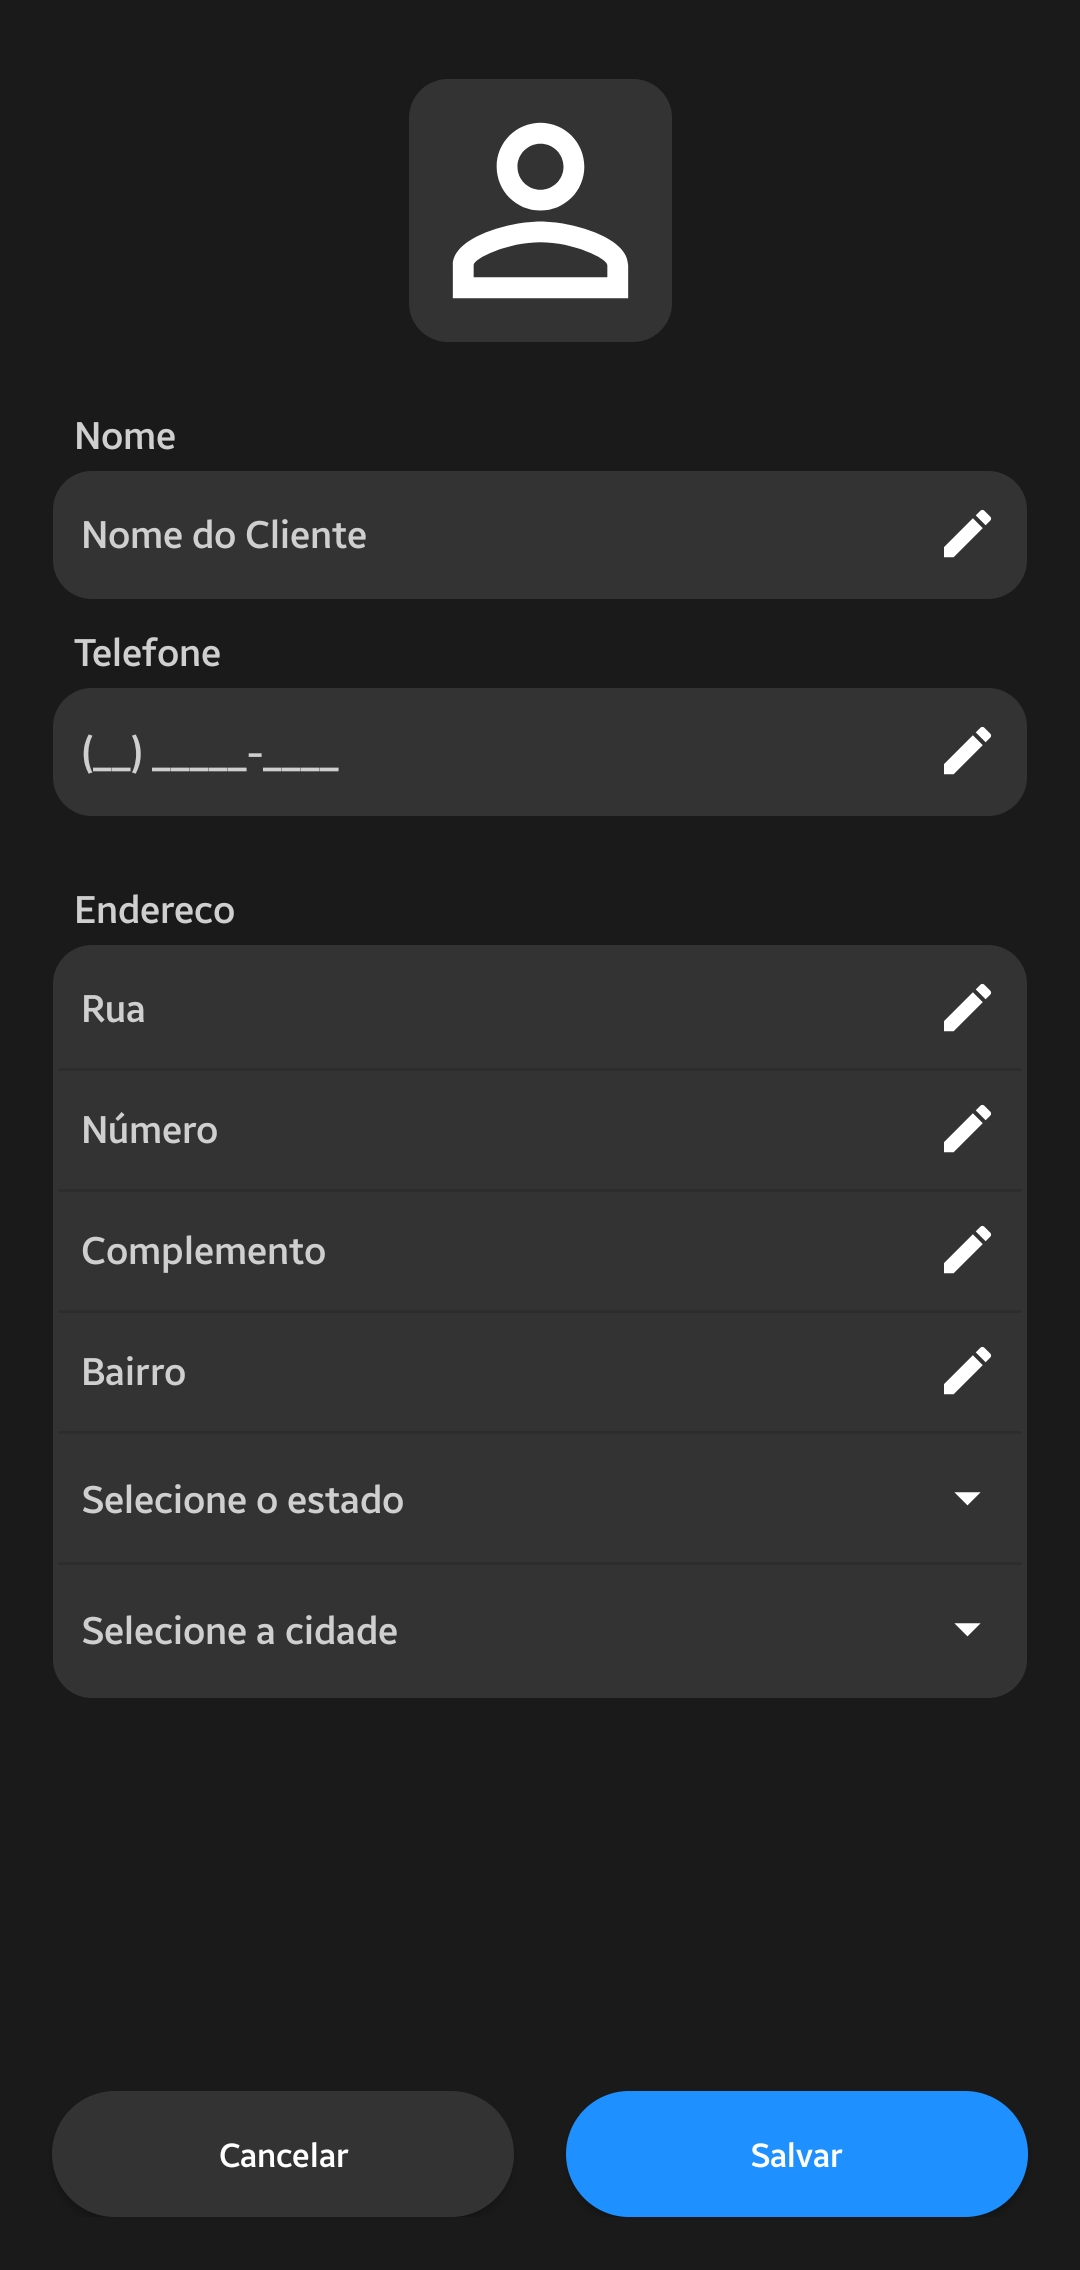 Nome
Nome do Cliente
Telefone
(__) _____-____
Endereco
Rua
Número
Complemento
Bairro
Selecione o estado
Selecione a cidade
Cancelar
Salvar